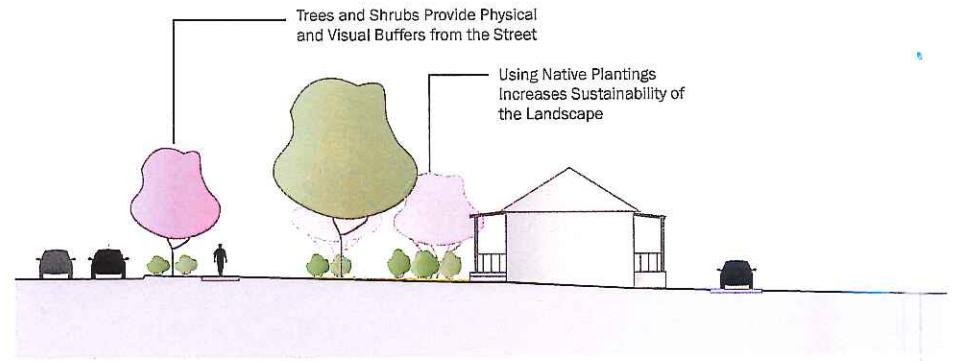 Trees and Shrubs Provide Physical
and Visual Buffers from the Street
Using Native Plantings
Increases Sustainability of
the Landscape